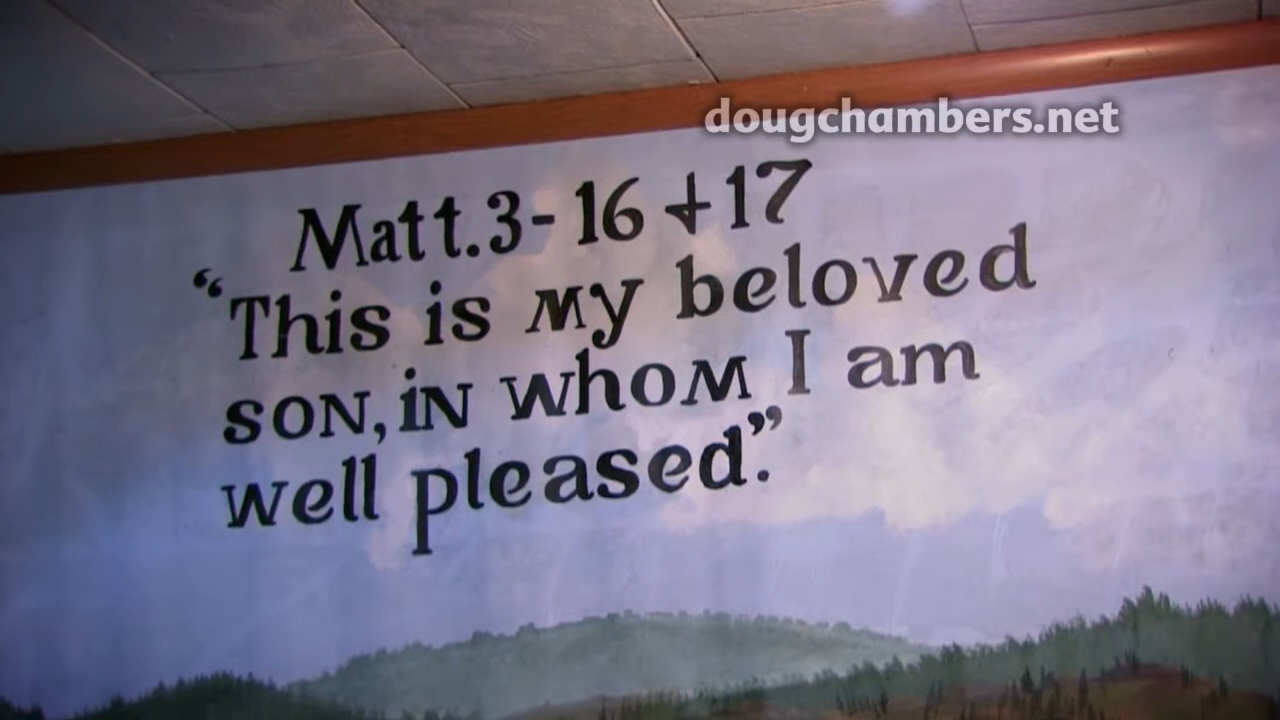 dougchambers.net
Matt. 3- 16 +17
“This is my beloved
son, in whom I am
well pleased.”